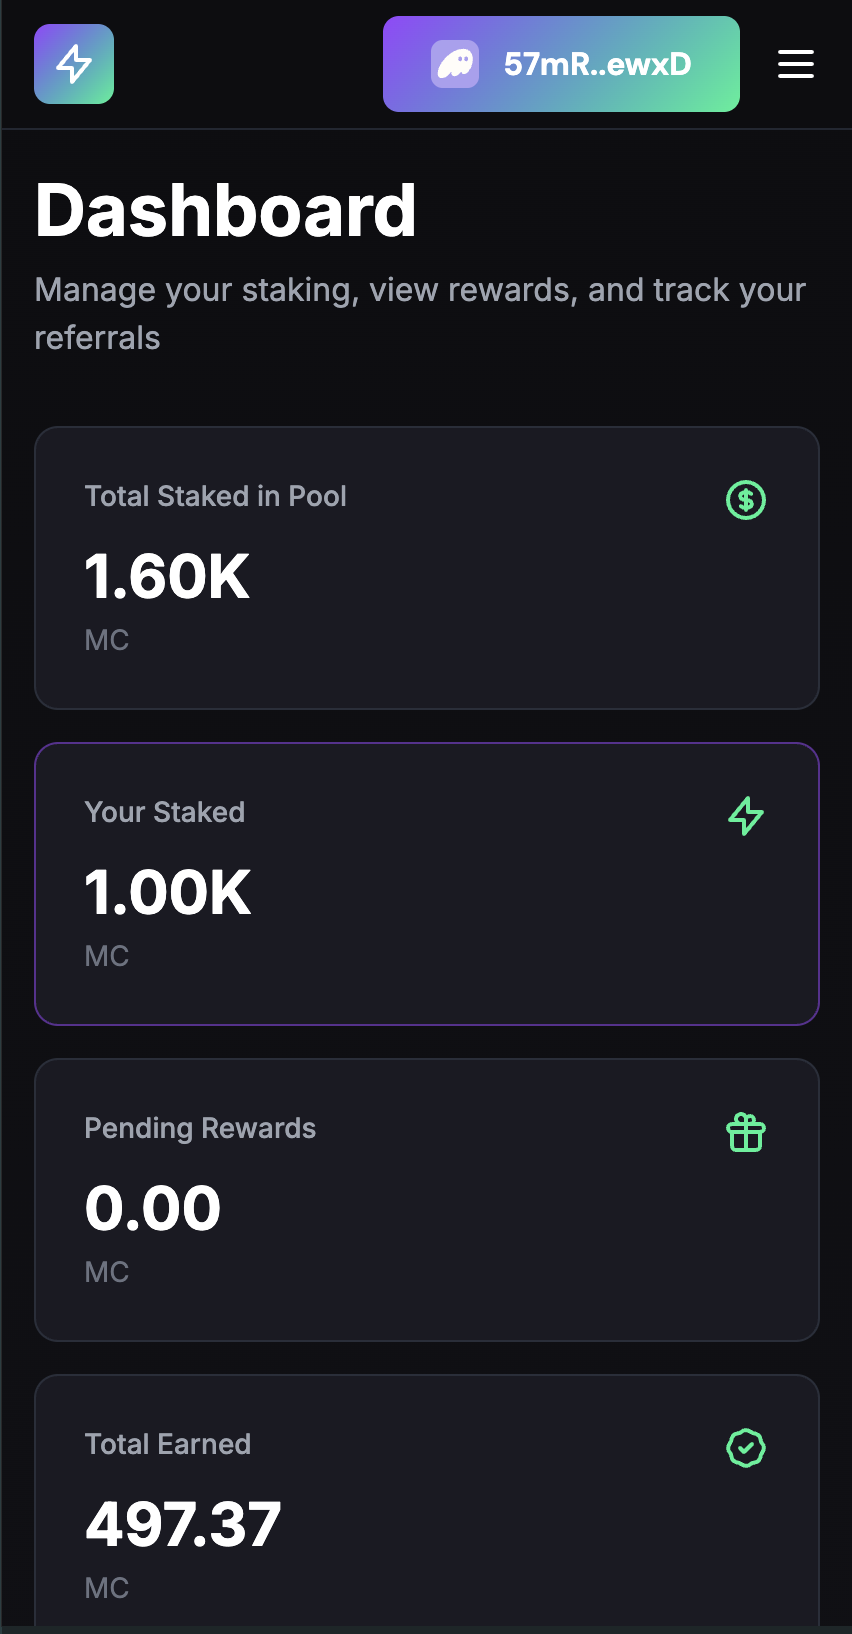 57mR..ewxD
Dashboard
Manage your staking, view rewards, and track your
referrals
Total Staked in Pool
1.60K
MC
Your Staked
1.00K
MC
Pending Rewards
0.00
MC
Total Earned
497.37
MC